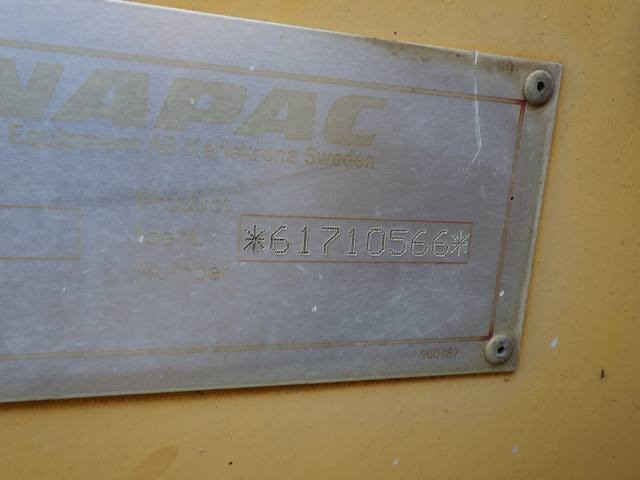 NAPAC
Equipment AB Karlskrona Sweden
Product
Ident.
*61710566*
Number
960787